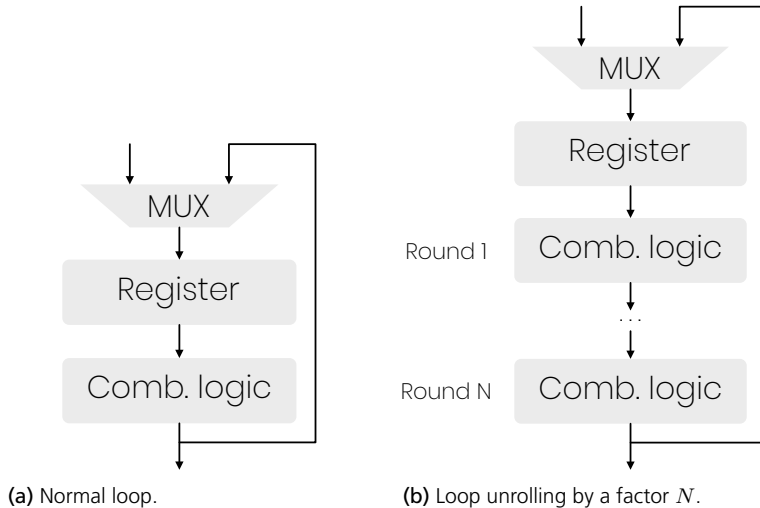 MUX
Register
Comb. logic
(a) Normal loop.
MUX
Register
Round 1
Comb. logic
...
Round N
Comb. logic
(b) Loop unrolling by a factor N.